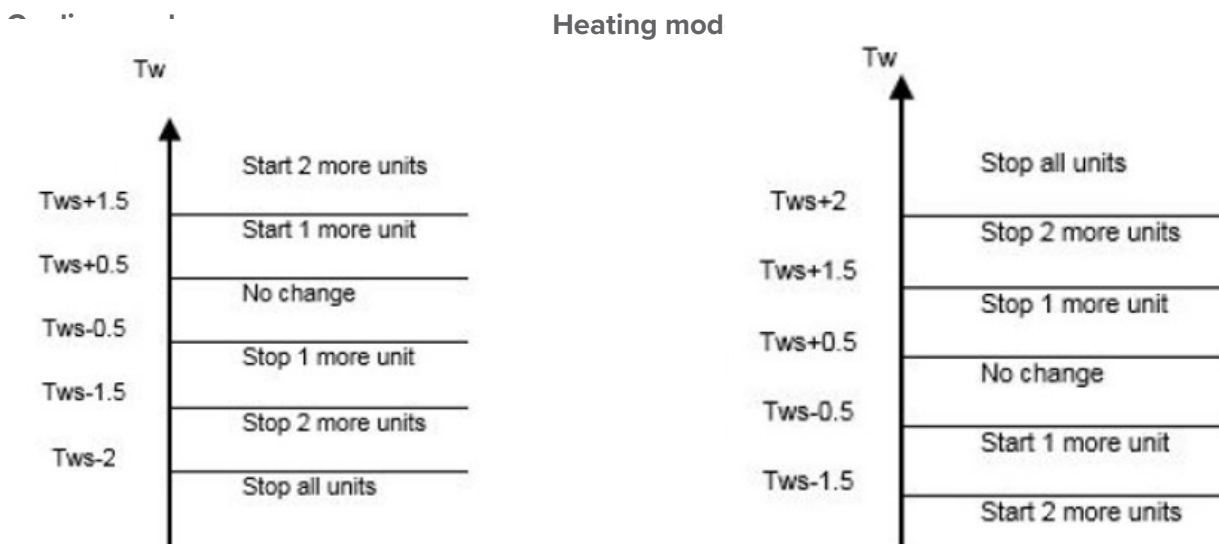 Heating mod
Tw
Start 2 more units
Tws+1.5
Start 1 more unit
Tws+0.5
No change
Tws-0.5
Stop 1 more unit
Tws-1.5
Stop 2 more units
Tws-2
Stop all units
Tw
Stop all units
Tws+2
Stop 2 more units
Tws+1.5
Stop 1 more unit
Tws+0.5
No change
Tws-0.5
Start 1 more unit
Tws-1.5
Start 2 more units